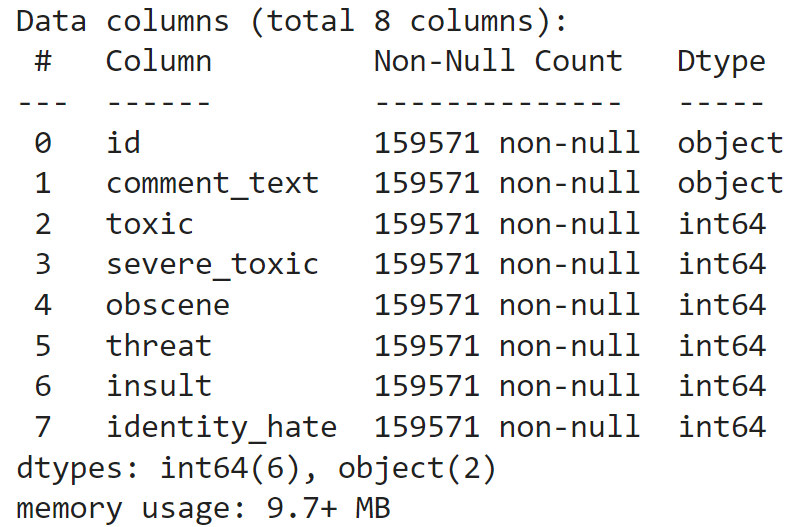 Data columns (total 8 columns):
 #   Column         Non-Null Count   Dtype
---  ------         --------------   -----
 0   id             159571 non-null  object
 1   comment_text   159571 non-null  object
 2   toxic          159571 non-null  int64
 3   severe_toxic   159571 non-null  int64
 4   obscene        159571 non-null  int64
 5   threat         159571 non-null  int64
 6   insult         159571 non-null  int64
 7   identity_hate  159571 non-null  int64
dtypes: int64(6), object(2)
memory usage: 9.7+ MB